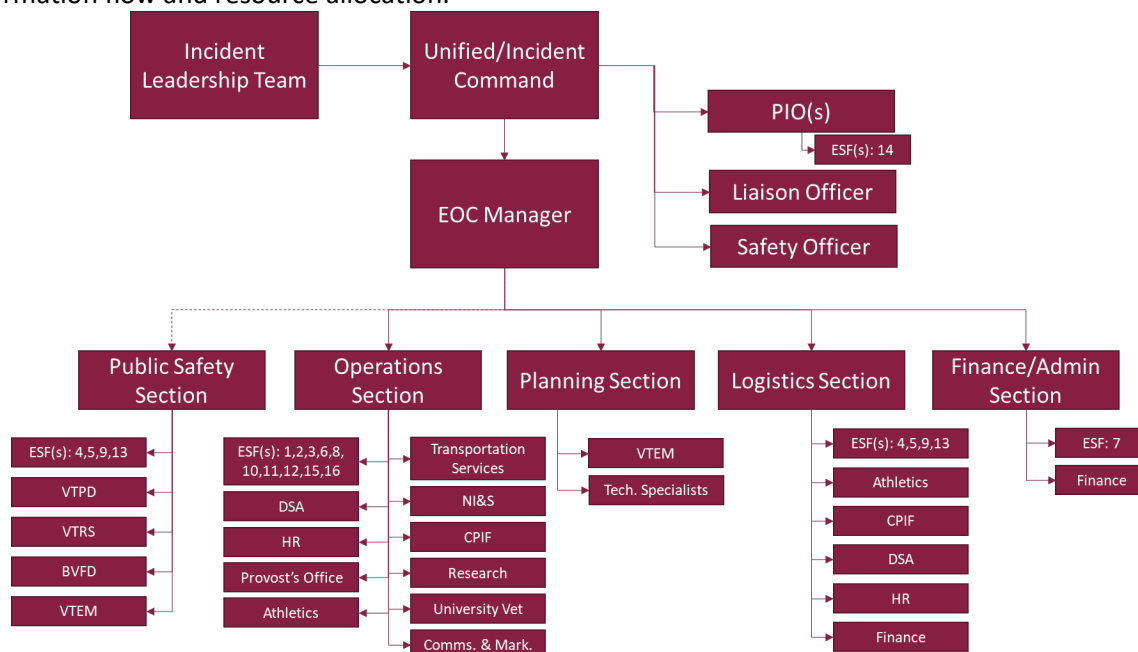 rmation flow and resource allocation.
Incident
Leadership Team
Unified/Incident
Command
PIO(s)
ESF(s): 14
Liaison Officer
EOC Manager
Safety Officer
Public Safety
Section
Operations
Section
Planning Section
Logistics Section
Finance/Admin
Section
ESF(s): 4,5,9,13
VTPD
VTRS
BVFD
VTEM
ESF(s): 1,2,3,6,8,
10,11,12,15,16
DSA
HR
Provost's Office
Athletics
Transportation
Services
NI&S
CPIF
Research
University Vet
Comms. & Mark.
VTEM
Tech. Specialists
ESF(s): 4,5,9,13
Athletics
CPIF
DSA
HR
Finance
ESF: 7
Finance